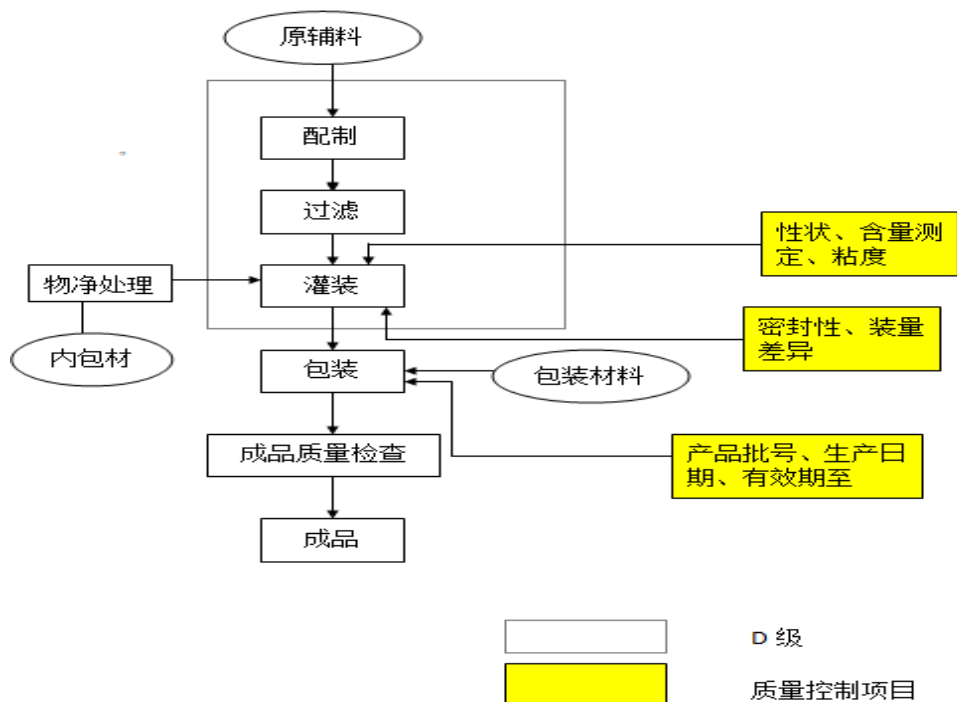 原辅料
配制
过滤
性状、含量测
定、粘度
物净处理
灌装
密封性、装量
差异
内包材
包装
包装材料
成品质量检查
产品批号、生产日
期、有效期至
成品
D 级
质量控制项目